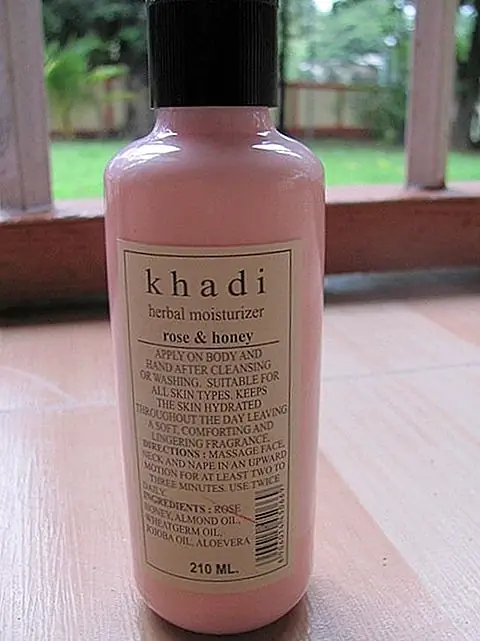 khadi
herbal moisturizer
rose & honey
APPLY ON BODY AND
HAND AFTER CLEANSING
OR WASHING. SUITABLE FOR
ALL SKIN TYPES. KEEPS
THE SKIN HYDRATED
THROUGHOUT THE DAY LEAVING
A SOFT, COMFORTING AND
LINGERING FRAGRANCE.
DIRECTIONS : MASSAGE FACE,
NECK AND NAPE IN AN UPWARD
MOTION FOR AT LEAST TWO TO
THREE MINUTES. USE TWICE
DAILY.
INGREDIENTS : ROSE
HONEY, ALMOND OIL,
WHEATGERM OIL,
JOJOBA OIL, ALOEVERA
210 ML.